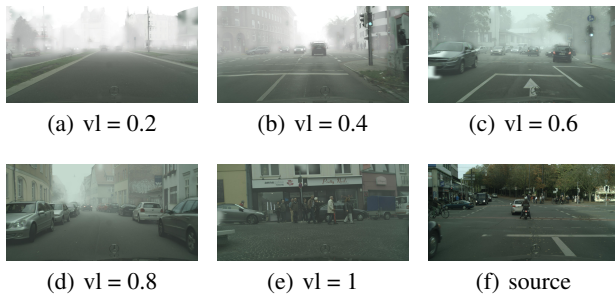 (a) vl = 0.2
(b) vl = 0.4
(c) vl = 0.6
(d) vl = 0.8
(e) vl = 1
(f) source